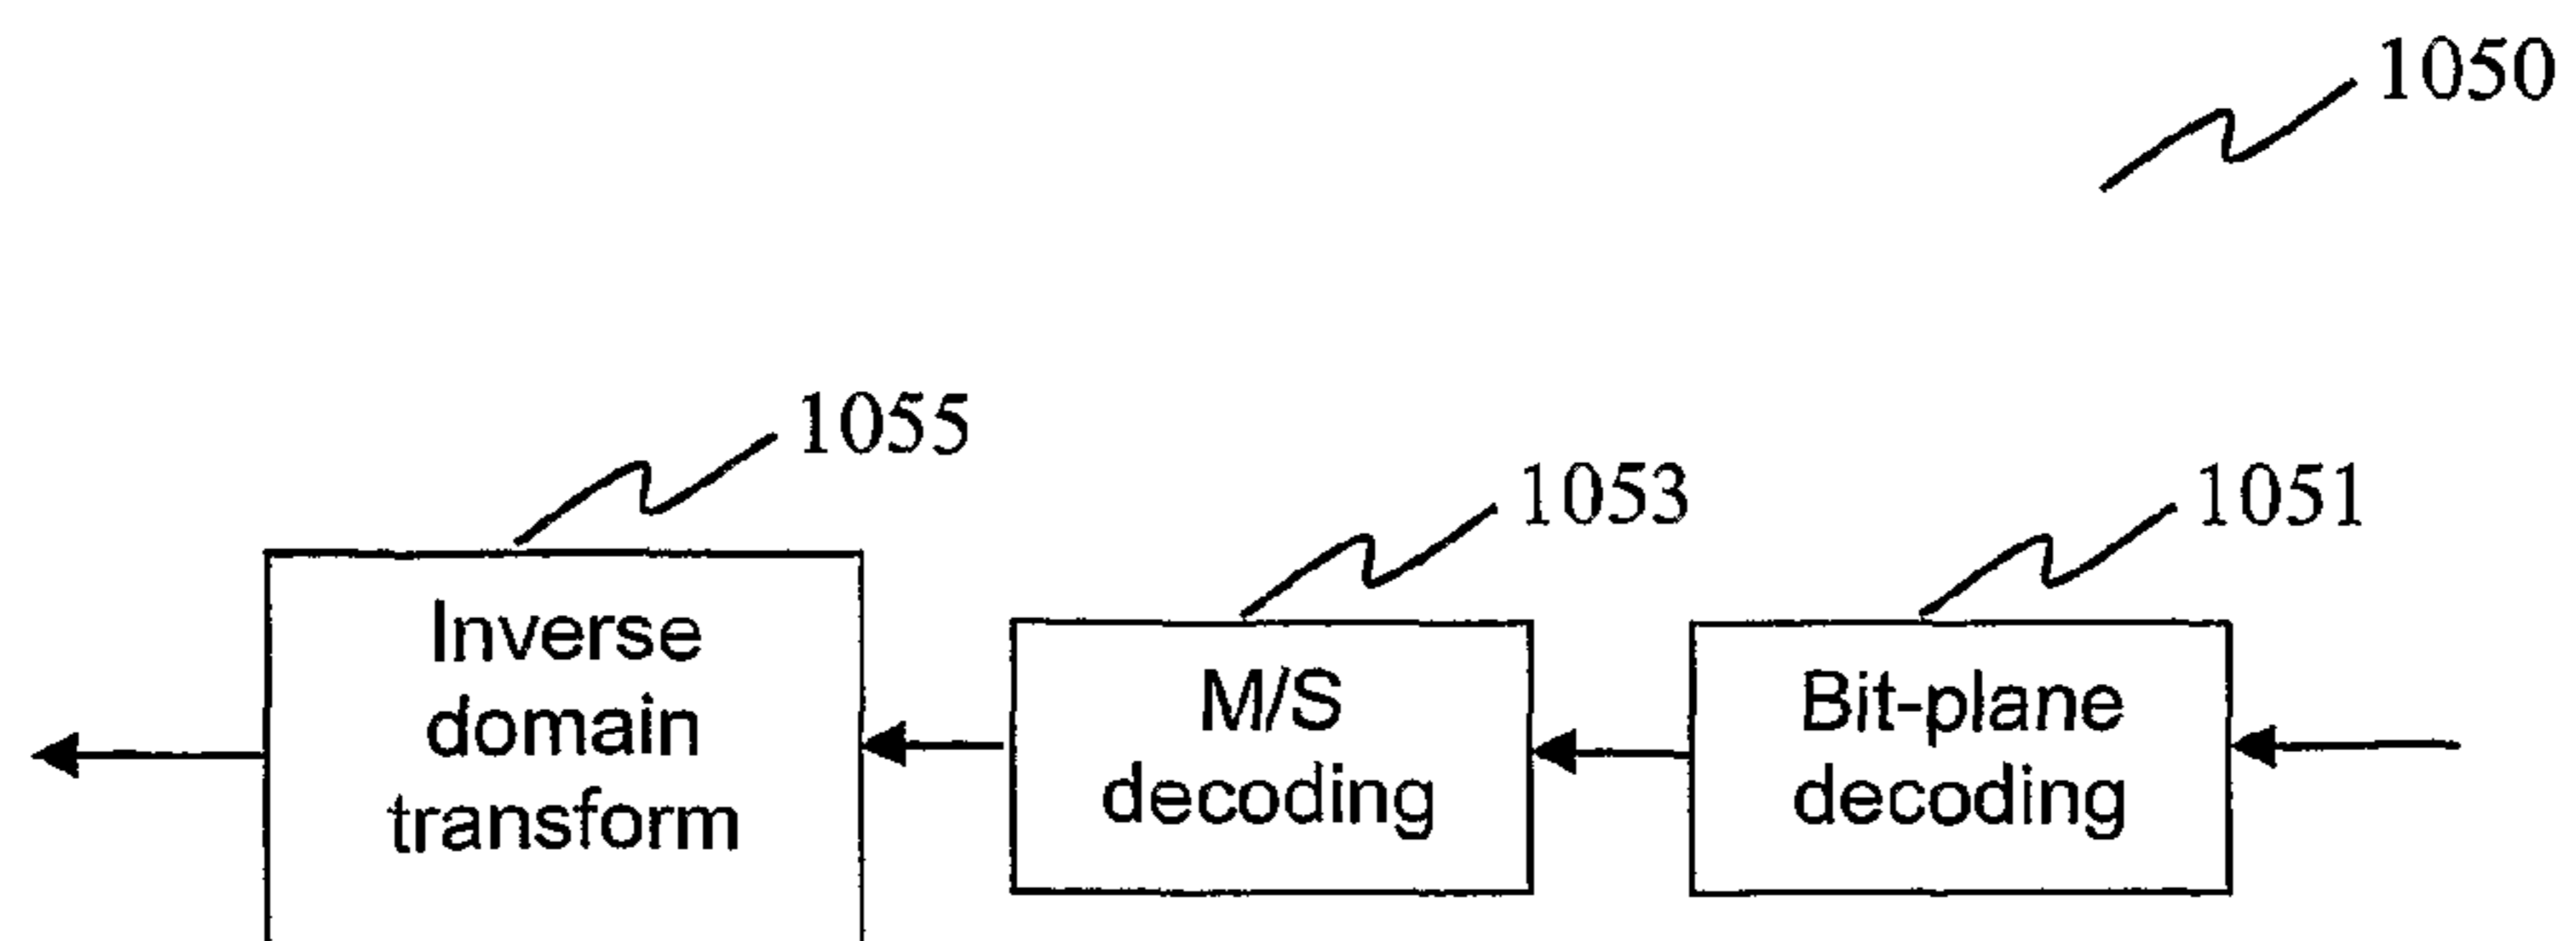 1050
1055
1053
1051
Inverse
domain
transform
M/S
decoding
Bit-plane
decoding